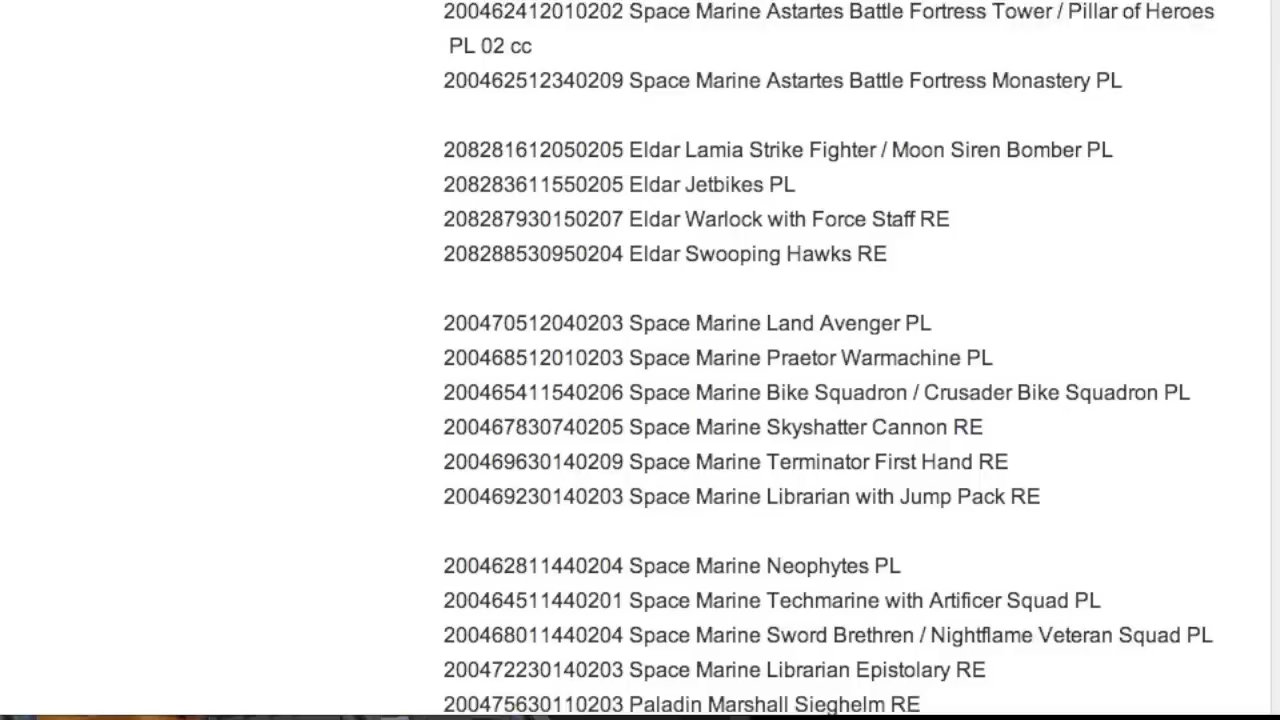 200462412010202 Space Marine Astartes Battle Fortress Tower / Pillar of Heroes
PL 02 cc
200462512340209 Space Marine Astartes Battle Fortress Monastery PL
208281612050205 Eldar Lamia Strike Fighter / Moon Siren Bomber PL
208283611550205 Eldar Jetbikes PL
208287930150207 Eldar Warlock with Force Staff RE
208288530950204 Eldar Swooping Hawks RE
200470512040203 Space Marine Land Avenger PL
200468512010203 Space Marine Praetor Warmachine PL
200465411540206 Space Marine Bike Squadron / Crusader Bike Squadron PL
200467830740205 Space Marine Skyshatter Cannon RE
200469630140209 Space Marine Terminator First Hand RE
200469230140203 Space Marine Librarian with Jump Pack RE
200462811440204 Space Marine Neophytes PL
200464511440201 Space Marine Techmarine with Artificer Squad PL
200468011440204 Space Marine Sword Brethren / Nightflame Veteran Squad PL
200472230140203 Space Marine Librarian Epistolary RE
200475630110203 Paladin Marshall Sieghelm RE